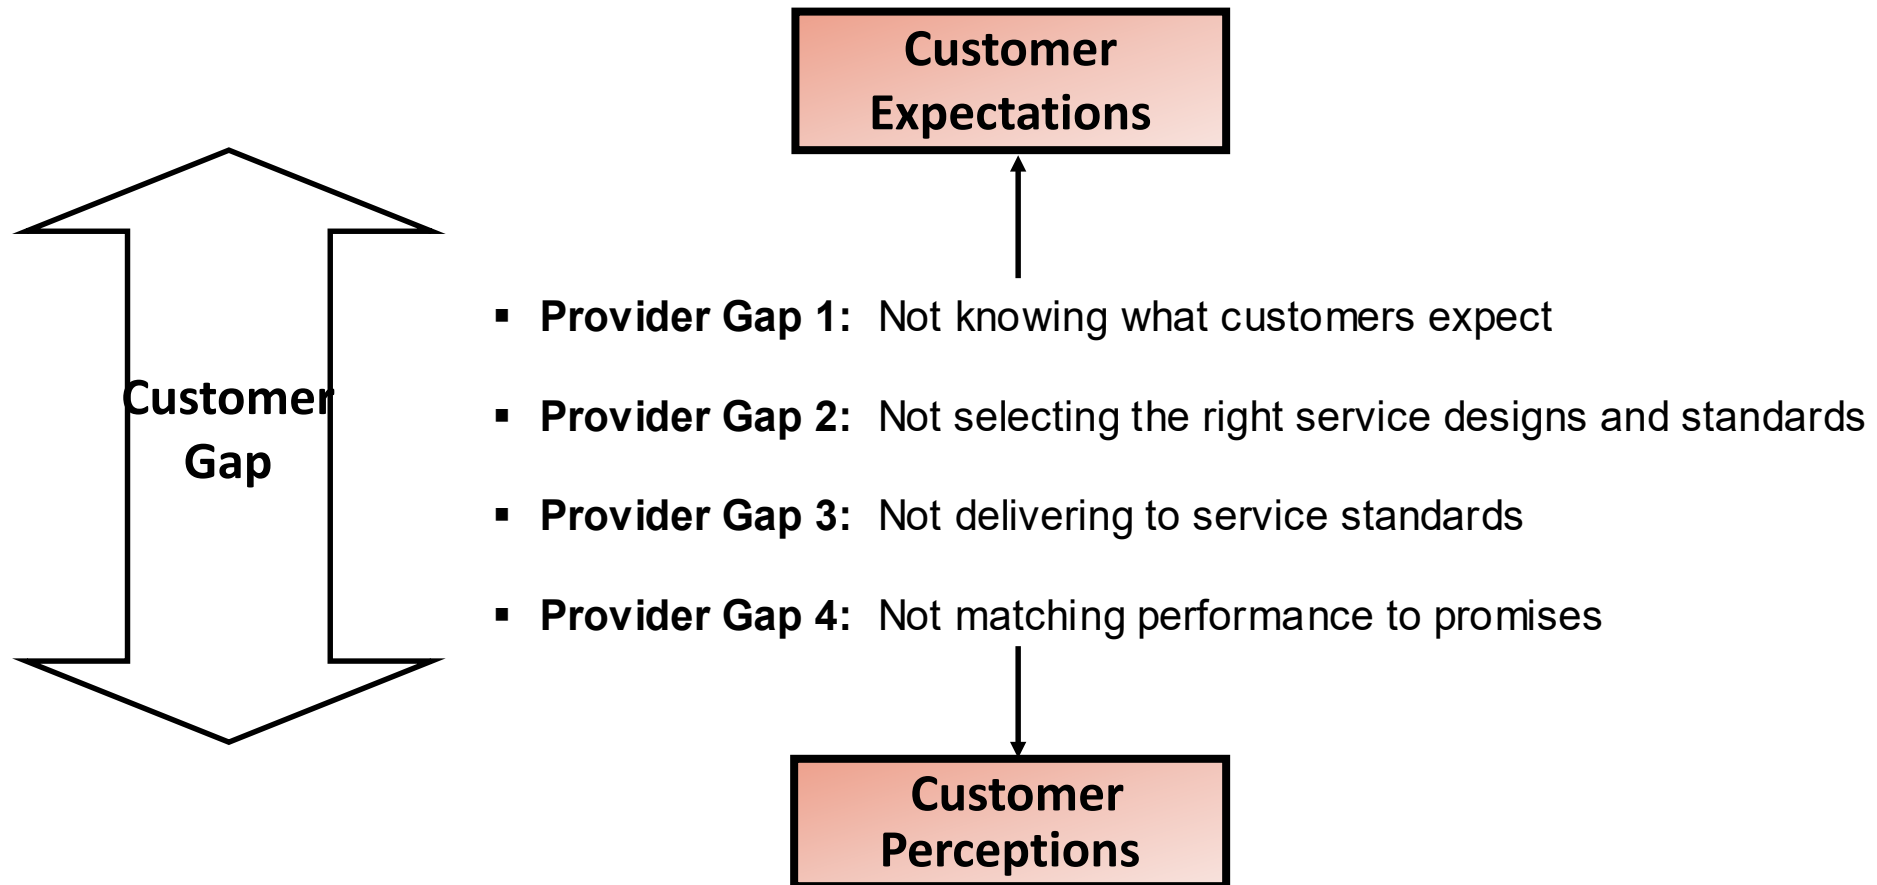 Customer
Expectations
Customer
Gap
▪ Provider Gap 1: Not knowing what customers expect
▪ Provider Gap 2: Not selecting the right service designs and standards
▪ Provider Gap 3: Not delivering to service standards
▪ Provider Gap 4: Not matching performance to promises
Customer
Perceptions